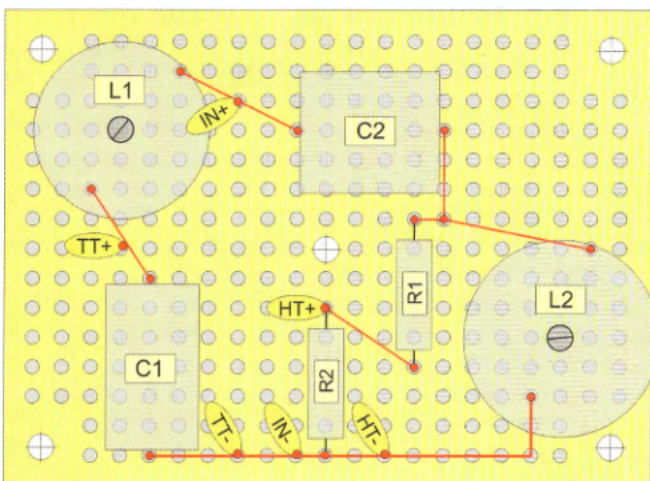 L1
IN+
C2
TT+
R1
L2
HT+
C1
R2
TT-
IN-
HT-